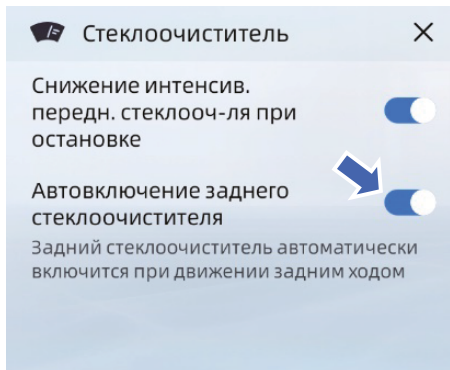 Стеклоочиститель
Снижение интенсив.
передн. стеклооч-ля при
остановке
Автовключение заднего
стеклоочистителя
Задний стеклоочиститель автоматически
включится при движении задним ходом